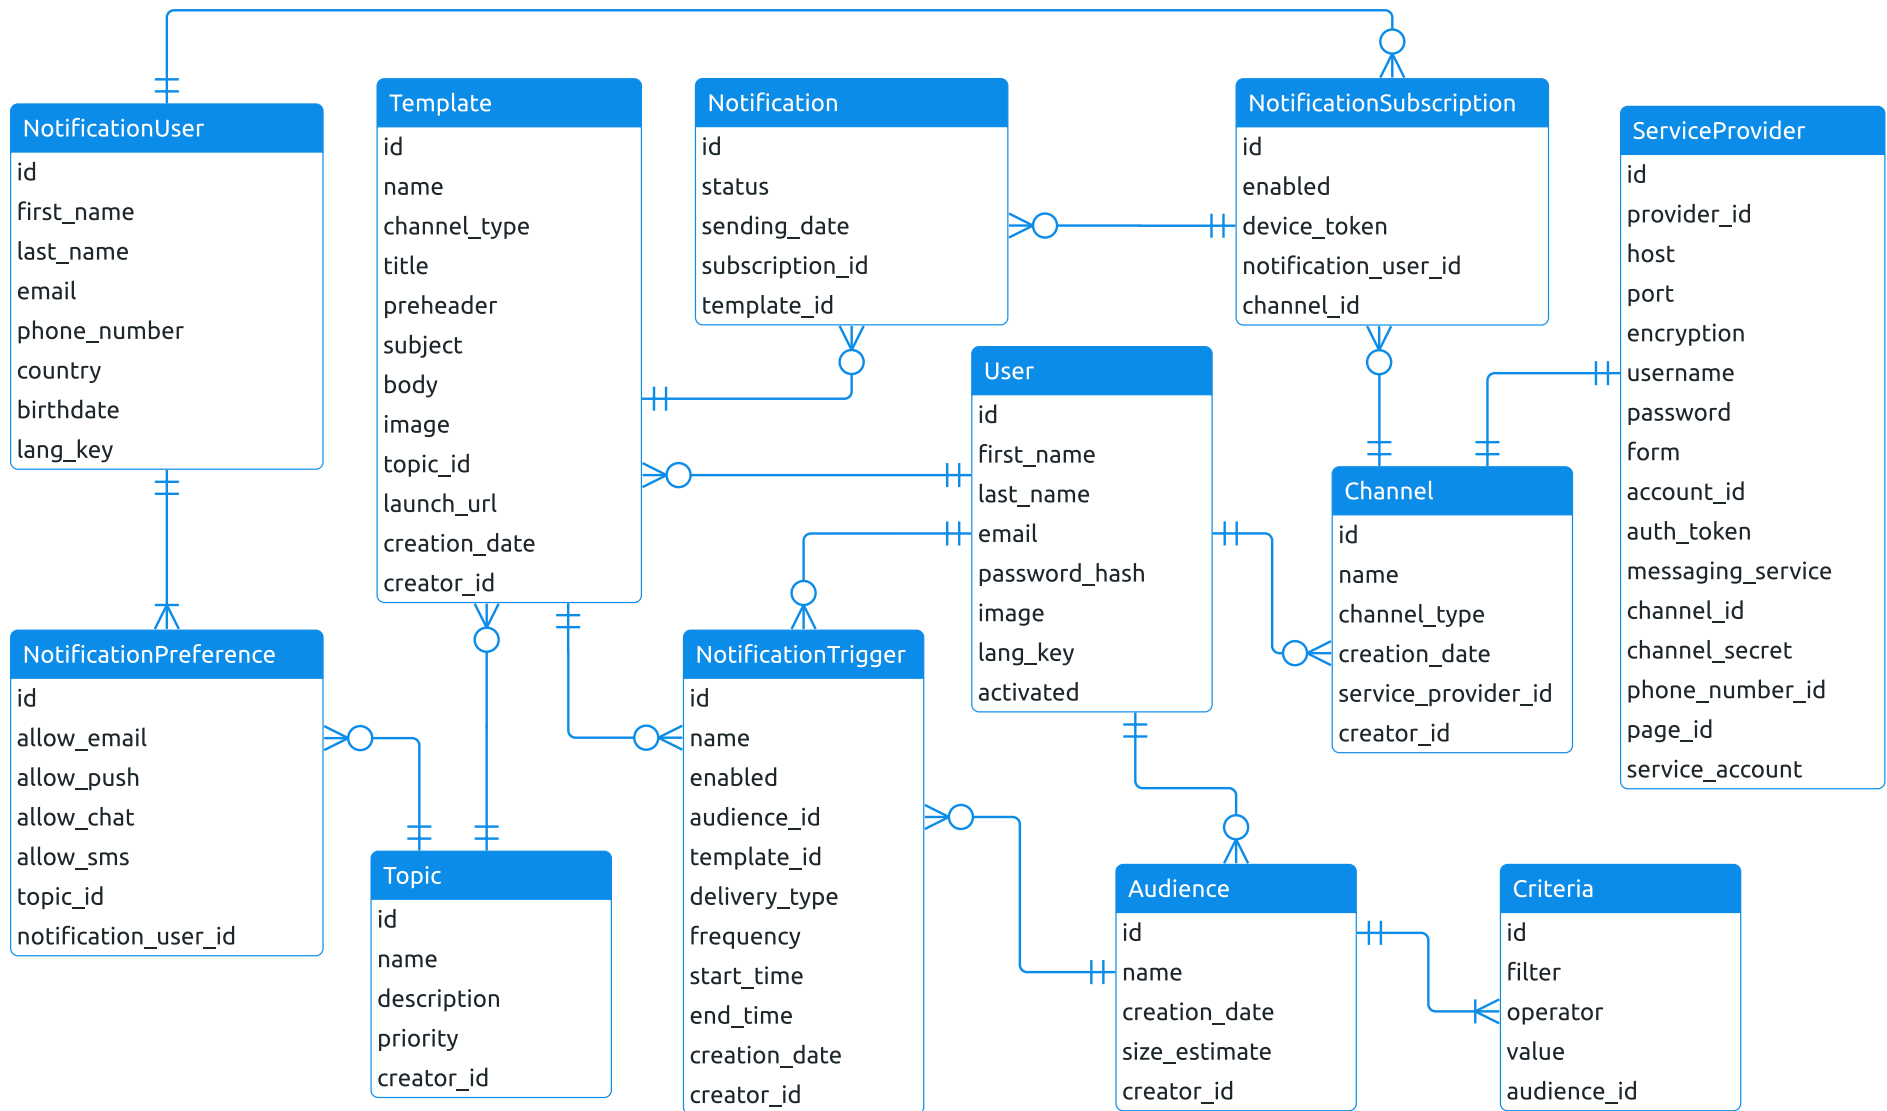 NotificationUser
id
first_name
last_name
email
phone_number
country
birthdate
lang_key
Template
id
name
channel_type
title
preheader
subject
body
image
topic_id
launch_url
creation_date
creator_id
Notification
id
status
sending_date
subscription_id
template_id
NotificationSubscription
id
enabled
device_token
notification_user_id
channel_id
ServiceProvider
id
provider_id
host
port
encryption
username
password
form
account_id
auth_token
messaging_service
channel_id
channel_secret
phone_number_id
page_id
service_account
User
id
first_name
last_name
email
password_hash
image
lang_key
activated
Channel
id
name
channel_type
creation_date
service_provider_id
creator_id
NotificationPreference
id
allow_email
allow_push
allow_chat
allow_sms
topic_id
notification_user_id
Topic
id
name
description
priority
creator_id
NotificationTrigger
id
name
enabled
audience_id
template_id
delivery_type
frequency
start_time
end_time
creation_date
creator_id
Audience
id
name
creation_date
size_estimate
creator_id
Criteria
id
filter
operator
value
audience_id